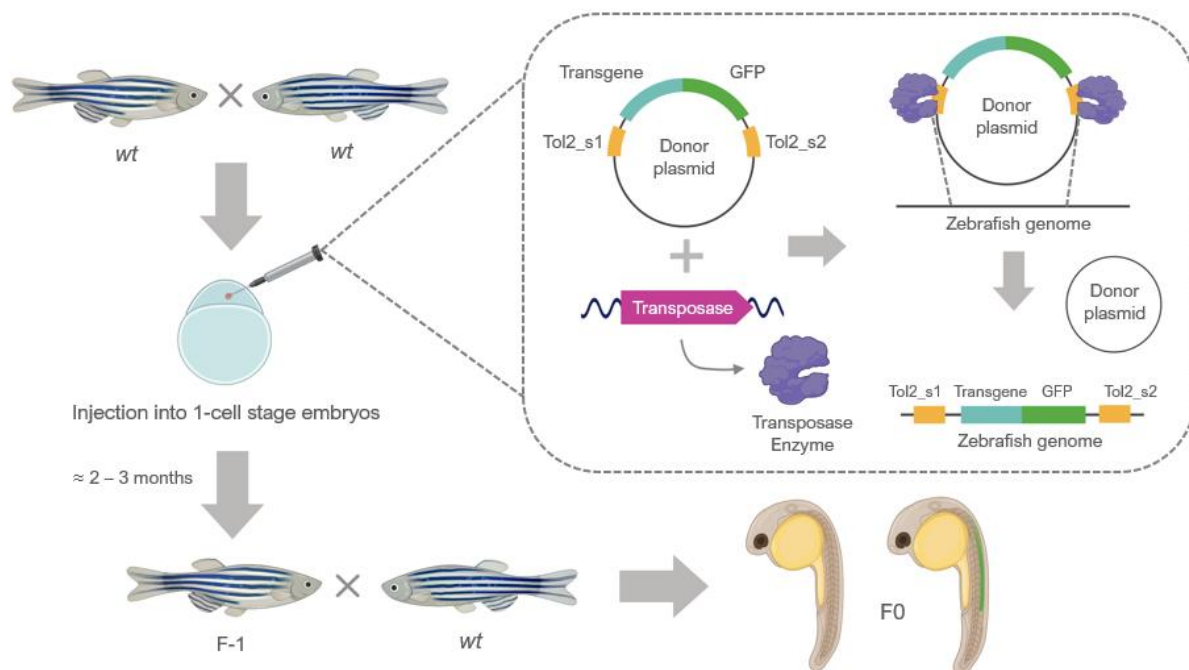 wt
wt
Injection into 1-cell stage embryos
≈ 2 – 3 months
F-1
wt
Transgene
GFP
Tol2_s1
Donor
plasmid
Tol2_s2
Transposase
Transposase
Enzyme
Donor
plasmid
Zebrafish genome
Donor
plasmid
Tol2_s1
Transgene
GFP
Tol2_s2
Zebrafish genome
F0